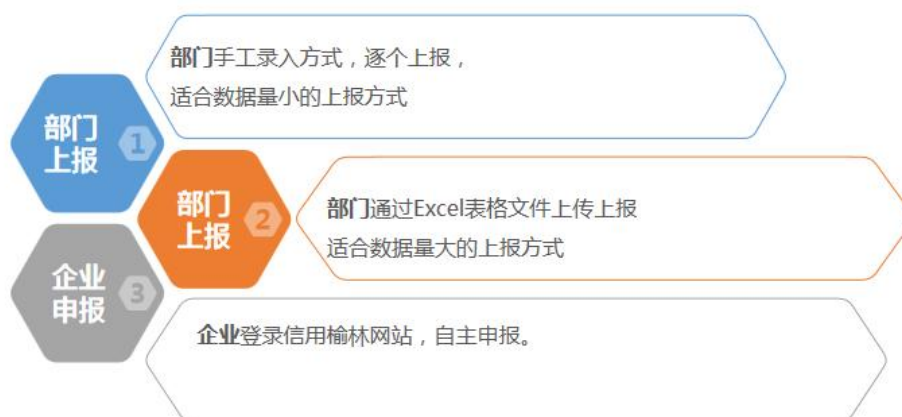 部门手工录入方式，逐个上报，
适合数据量小的上报方式
部门
上报
1
部门
上报
2
部门通过Excel表格文件上传上报
适合数据量大的上报方式
企业
申报
3
企业登录信用榆林网站，自主申报。